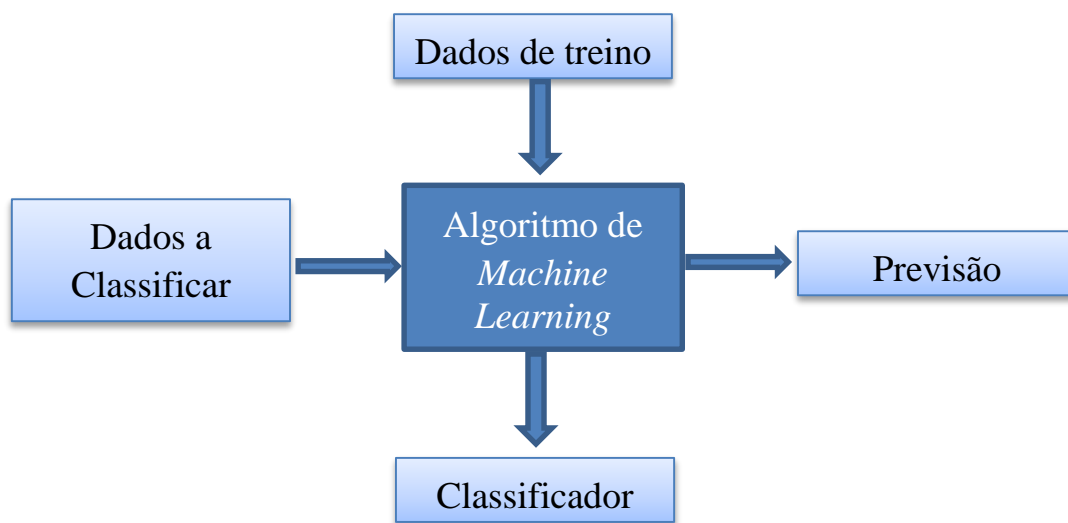 Dados de treino
Dados a
Classificar
Algoritmo de
Machine
Learning
Previsão
Classificador